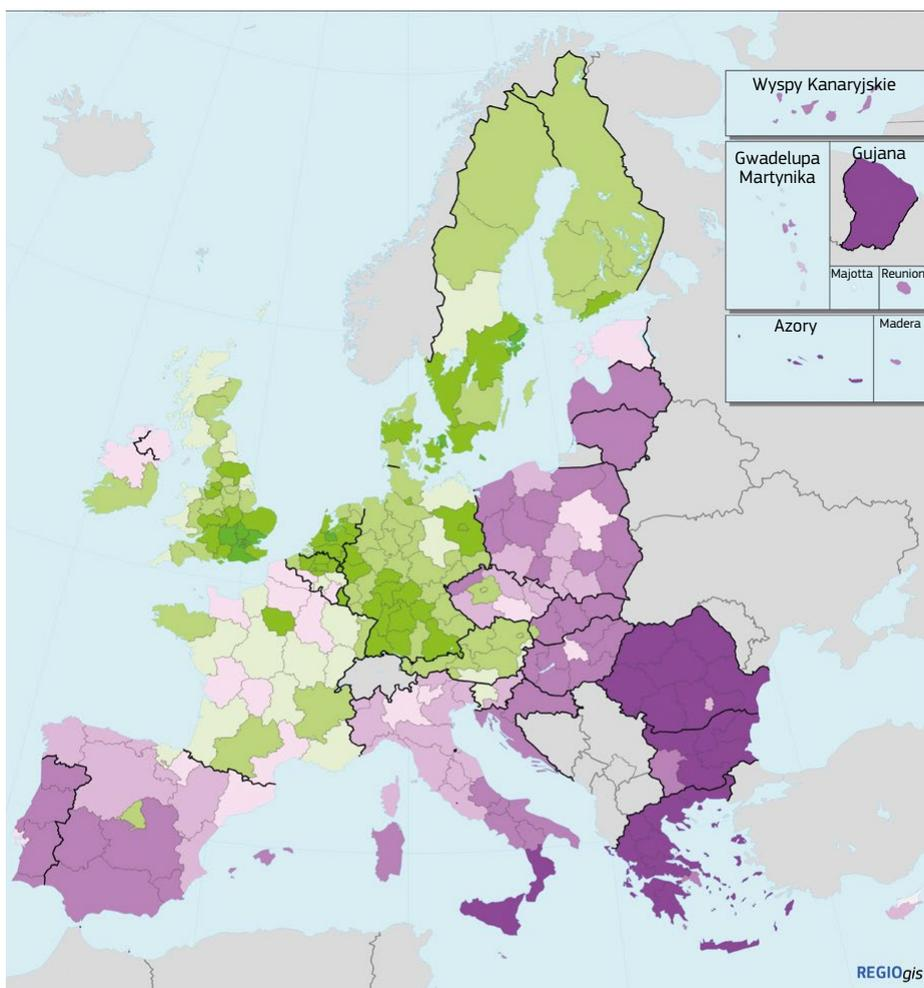 Wyspy Kanaryjskie
Gwadelupa
Martynika
Gujana
Majotta
Reunion
Azory
Madera
REGIOgis